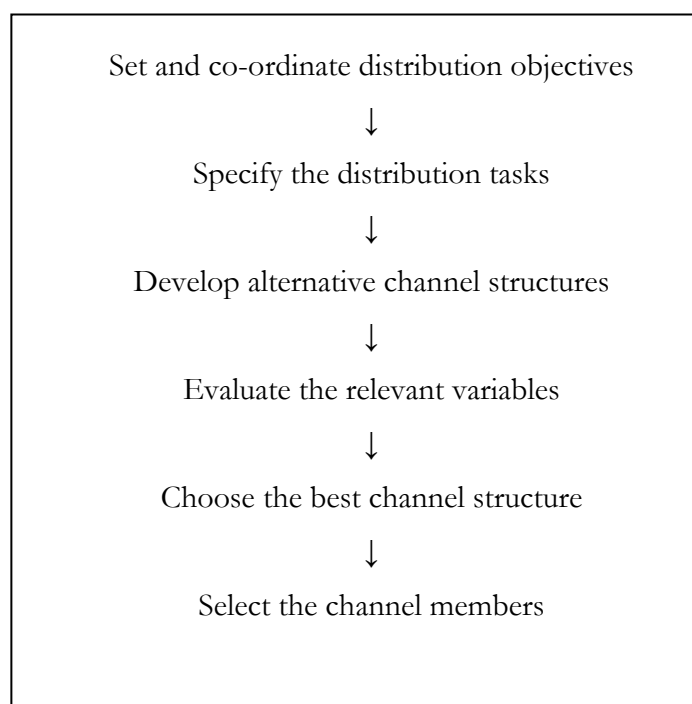 Set and co-ordinate distribution objectives
↓
Specify the distribution tasks
↓
Develop alternative channel structures
↓
Evaluate the relevant variables
↓
Choose the best channel structure
↓
Select the channel members